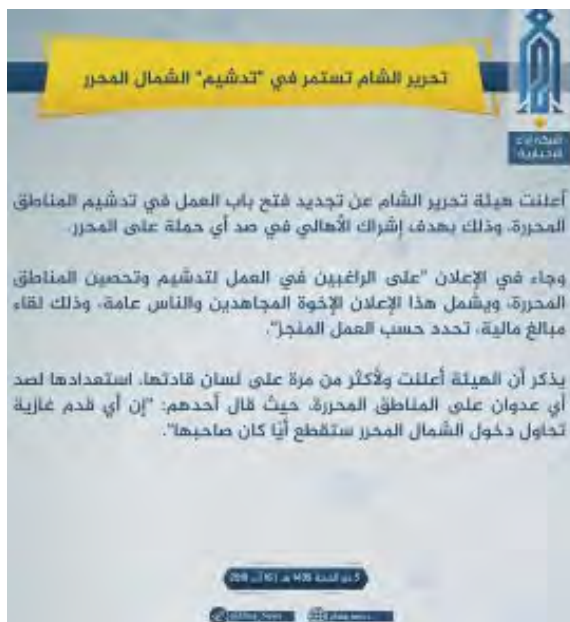 تحرير الشام تستمر في "تدشيم" الشمال المحرر
شبكة إباء
الإخبارية
أعلنت هيئة تحرير الشام عن تجديد فتح باب العمل في تدشيم المناطق
المحررة، وذلك بهدف إشراك الأهالي في صد أي حملة على المحرر.
وجاء في الإعلان "على الراغبين في العمل لتدشيم وتحصين المناطق
المحررة، ويشمل هذا الإعلان الإخوة المجاهدين والناس عامة، وذلك لقاء
مبالغ مالية، تحدد حسب العمل المنجز".
يذكر أن الهيئة أعلنت ولأكثر من مرة على لسان قادتها، استعدادها لصد
أي عدوان على المناطق المحررة، حيث قال أحدهم: "إن أي قدم غازية
تحاول دخول الشمال المحرر ستقطع أيًا كان صاحبها".